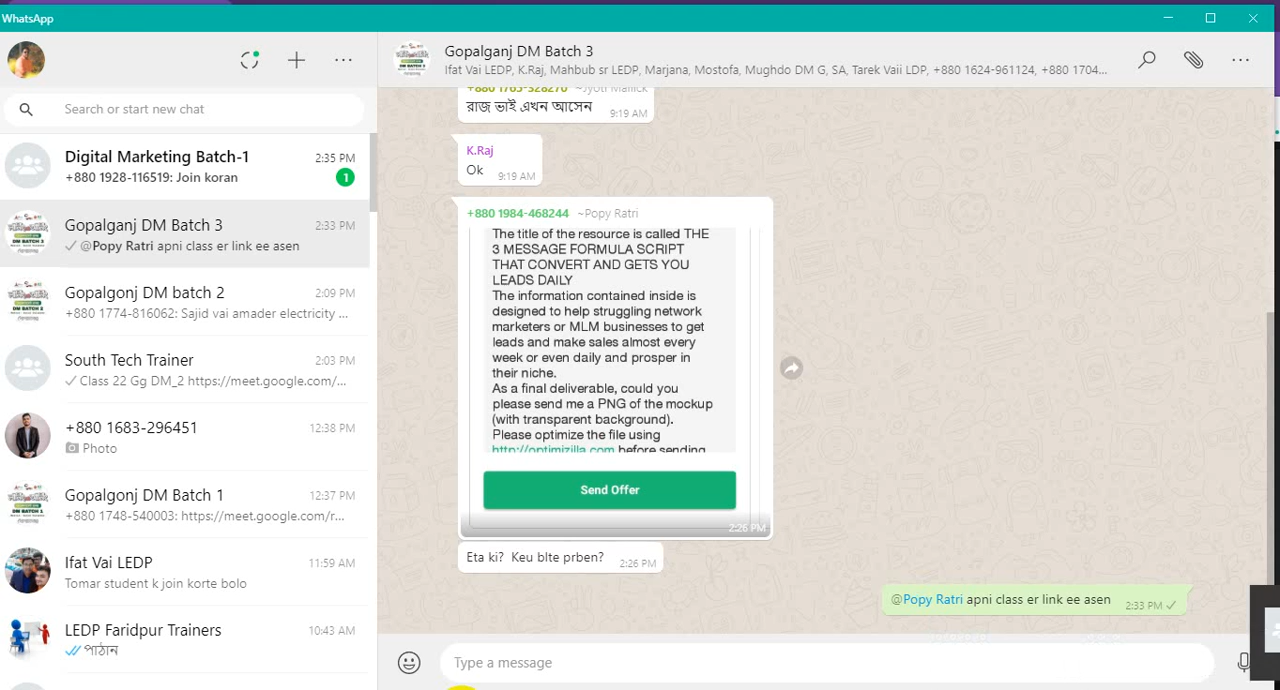 WhatsApp
Search or start new chat
Digital Marketing Batch-1 2:35 PM
+880 1928-116519: Join koran 1
Gopalganj DM Batch 3 2:33 PM
@Popy Ratri apni class er link ee asen
Gopalgonj DM batch 2 2:09 PM
+880 1774-816062: Sajid vai amader electricity ...
South Tech Trainer 2:03 PM
Class 22 Gg DM_2 https://meet.google.com/...
+880 1683-296451 12:38 PM
Photo
Gopalgonj DM Batch 1 12:37 PM
+880 1748-540003: https://meet.google.com/r...
Ifat Vai LEDP 11:59 AM
Tomar student k join korte bolo
LEDP Faridpur Trainers 10:43 AM
পাঠান
Gopalganj DM Batch 3
Ifat Vai LEDP, K.Raj, Mahbub sr LEDP, Marjana, Mostofa, Mughdo DM G, SA, Tarek Vaii LDP, +880 1624-961124, +880 1704...
+880 1765-328270 ~Jyoti Mallick
রাজ ভাই এখন আসেন
9:19 AM
K.Raj
Ok 9:19 AM
+880 1984-468244 ~Popy Ratri
The title of the resource is called THE
3 MESSAGE FORMULA SCRIPT
THAT CONVERT AND GETS YOU
LEADS DAILY
The information contained inside is
designed to help struggling network
marketers or MLM businesses to get
leads and make sales almost every
week or even daily and prosper in
their niche.
As a final deliverable, could you
please send me a PNG of the mockup
(with transparent background).
Please optimize the file using
http://optimizilla.com before sending
Send Offer
2:26 PM
Eta ki? Keu blte prben? 2:26 PM
@Popy Ratri apni class er link ee asen 2:33 PM
Type a message